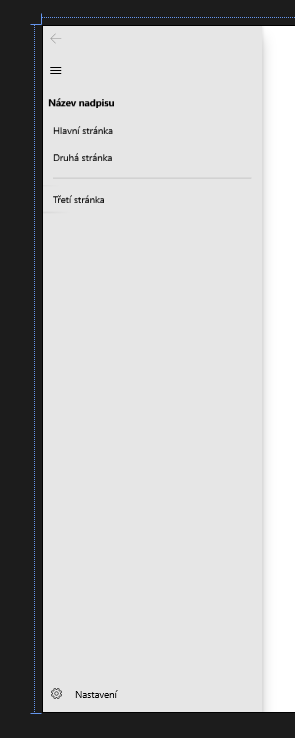 Název nadpisu
Hlavní stránka
Druhá stránka
Třetí stránka
Nastavení